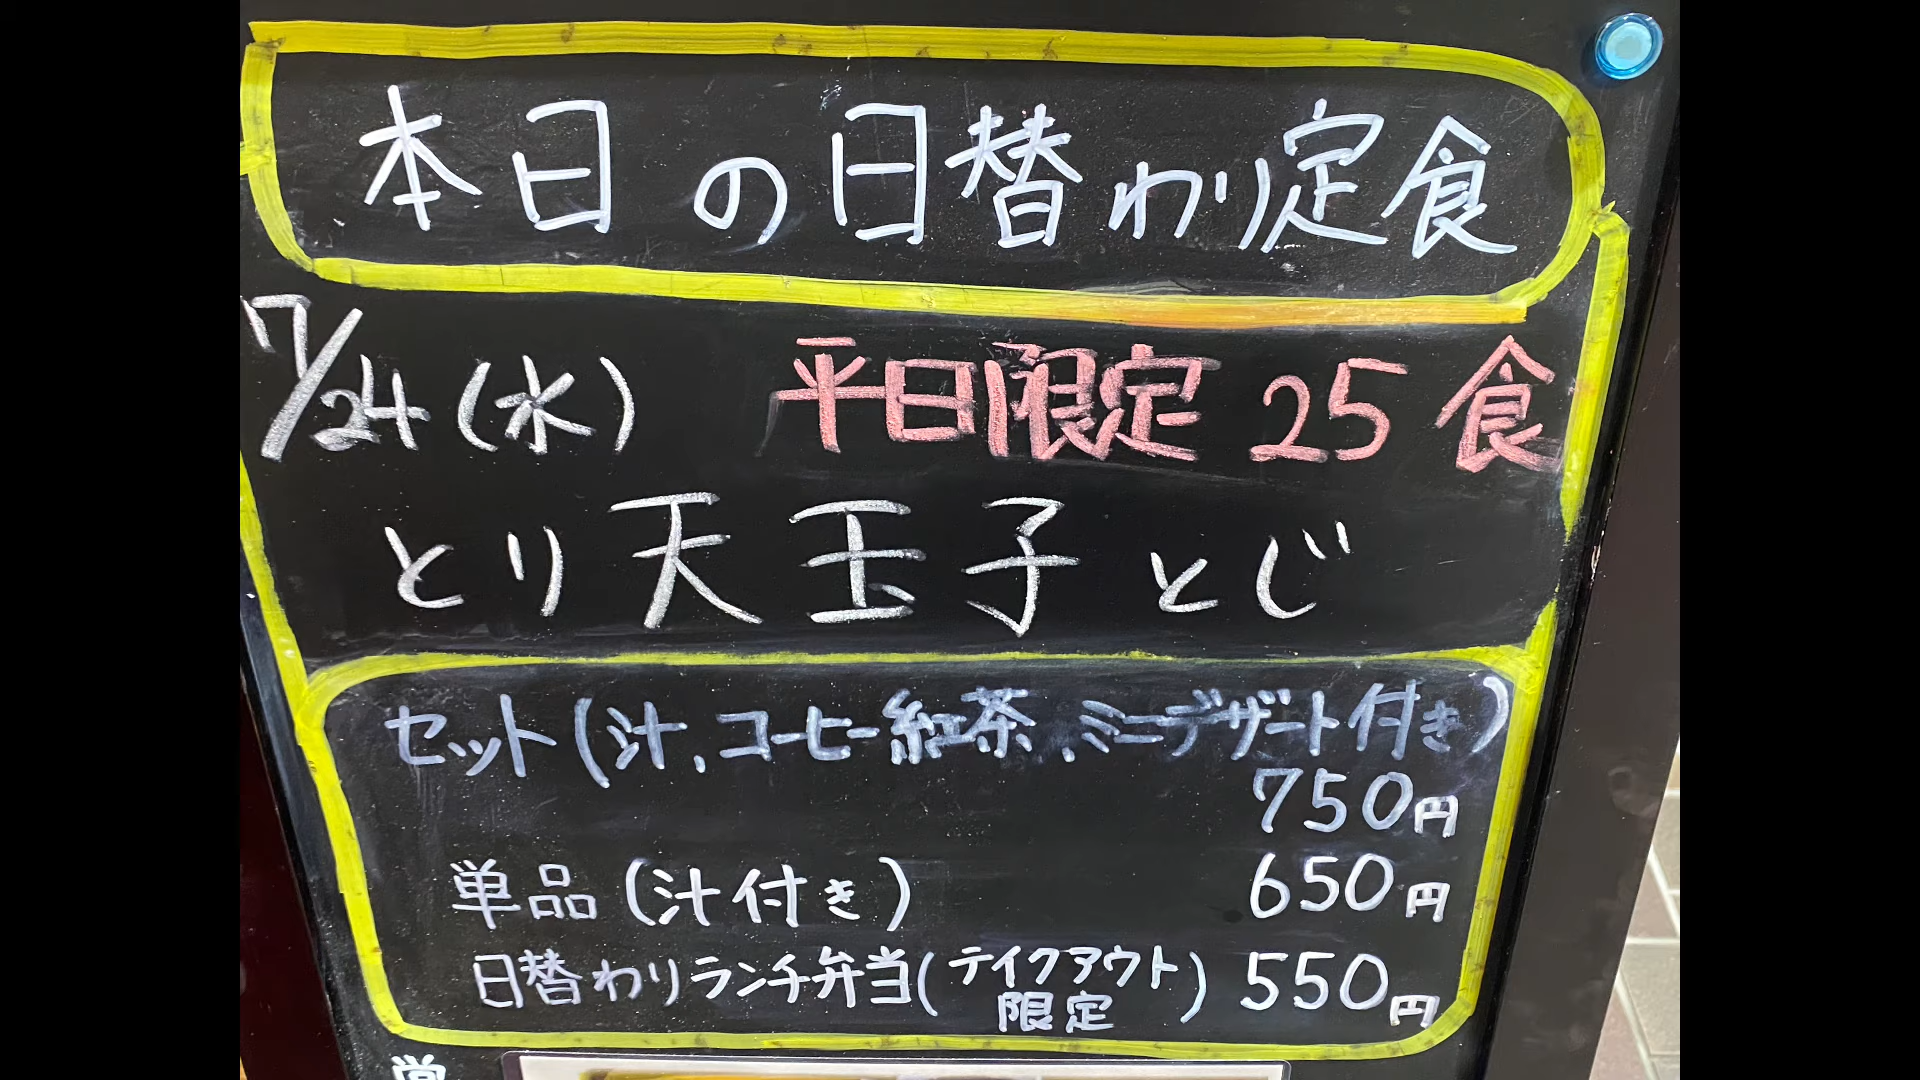 本日の日替わり定食
7/24(水) 平日限定25食
とり天玉子とじ
セット(汁、コーヒー紅茶、ミニデザート付き)
750円
単品(汁付き) 650円
日替わりランチ弁当(テイクアウト限定) 550円